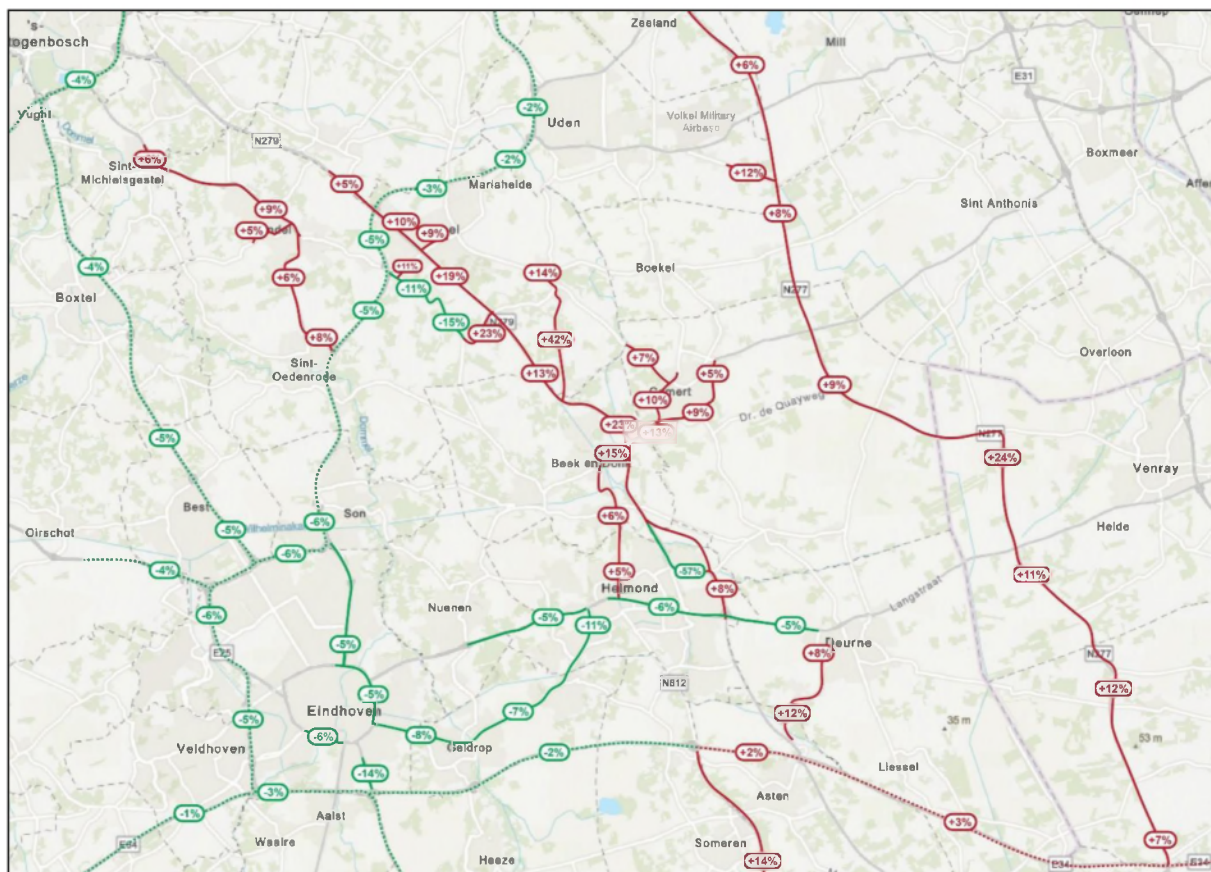 's-
togenbosch
Zeeland
Mill
-4%
+6%
E31
Vught
-2%
Uden
Volkel Military
Airbase
N279
Boxmeer
Sint-
Michielsgestel
+6%
-2%
Mariaheide
+12%
+5%
-3%
Sint Anthonis
+9%
+10%
+8%
+5%
+9%
-5%
-4%
+11%
Boekel
+6%
-11%
+19%
+14%
N277
Boxtel
-5%
-15%
+23%
+42%
+8%
Overloon
Sint-
Oedenrode
+7%
+13%
+5%
+9%
+10%
+9%
Dr. de Quayweg
+23%
+13%
N277
-5%
+15%
+24%
Venray
Best
Son
-6%
+6%
Helde
Oirschot
-5%
-6%
-4%
+5%
-57%
+11%
Helmond
+8%
Langstraat
-6%
Nuenen
-6%
-5%
-11%
-5%
Deurne
E25
-5%
+8%
N277
N612
-5%
+12%
Eindhoven
-7%
+12%
-5%
-6%
-8%
35 m
Veldhoven
Geldrop
-2%
+2%
53 m
Liessel
-14%
-3%
Asten
-1%
Aalst
+3%
E34
Waalre
Someren
+7%
Heeze
+14%
E34
E34